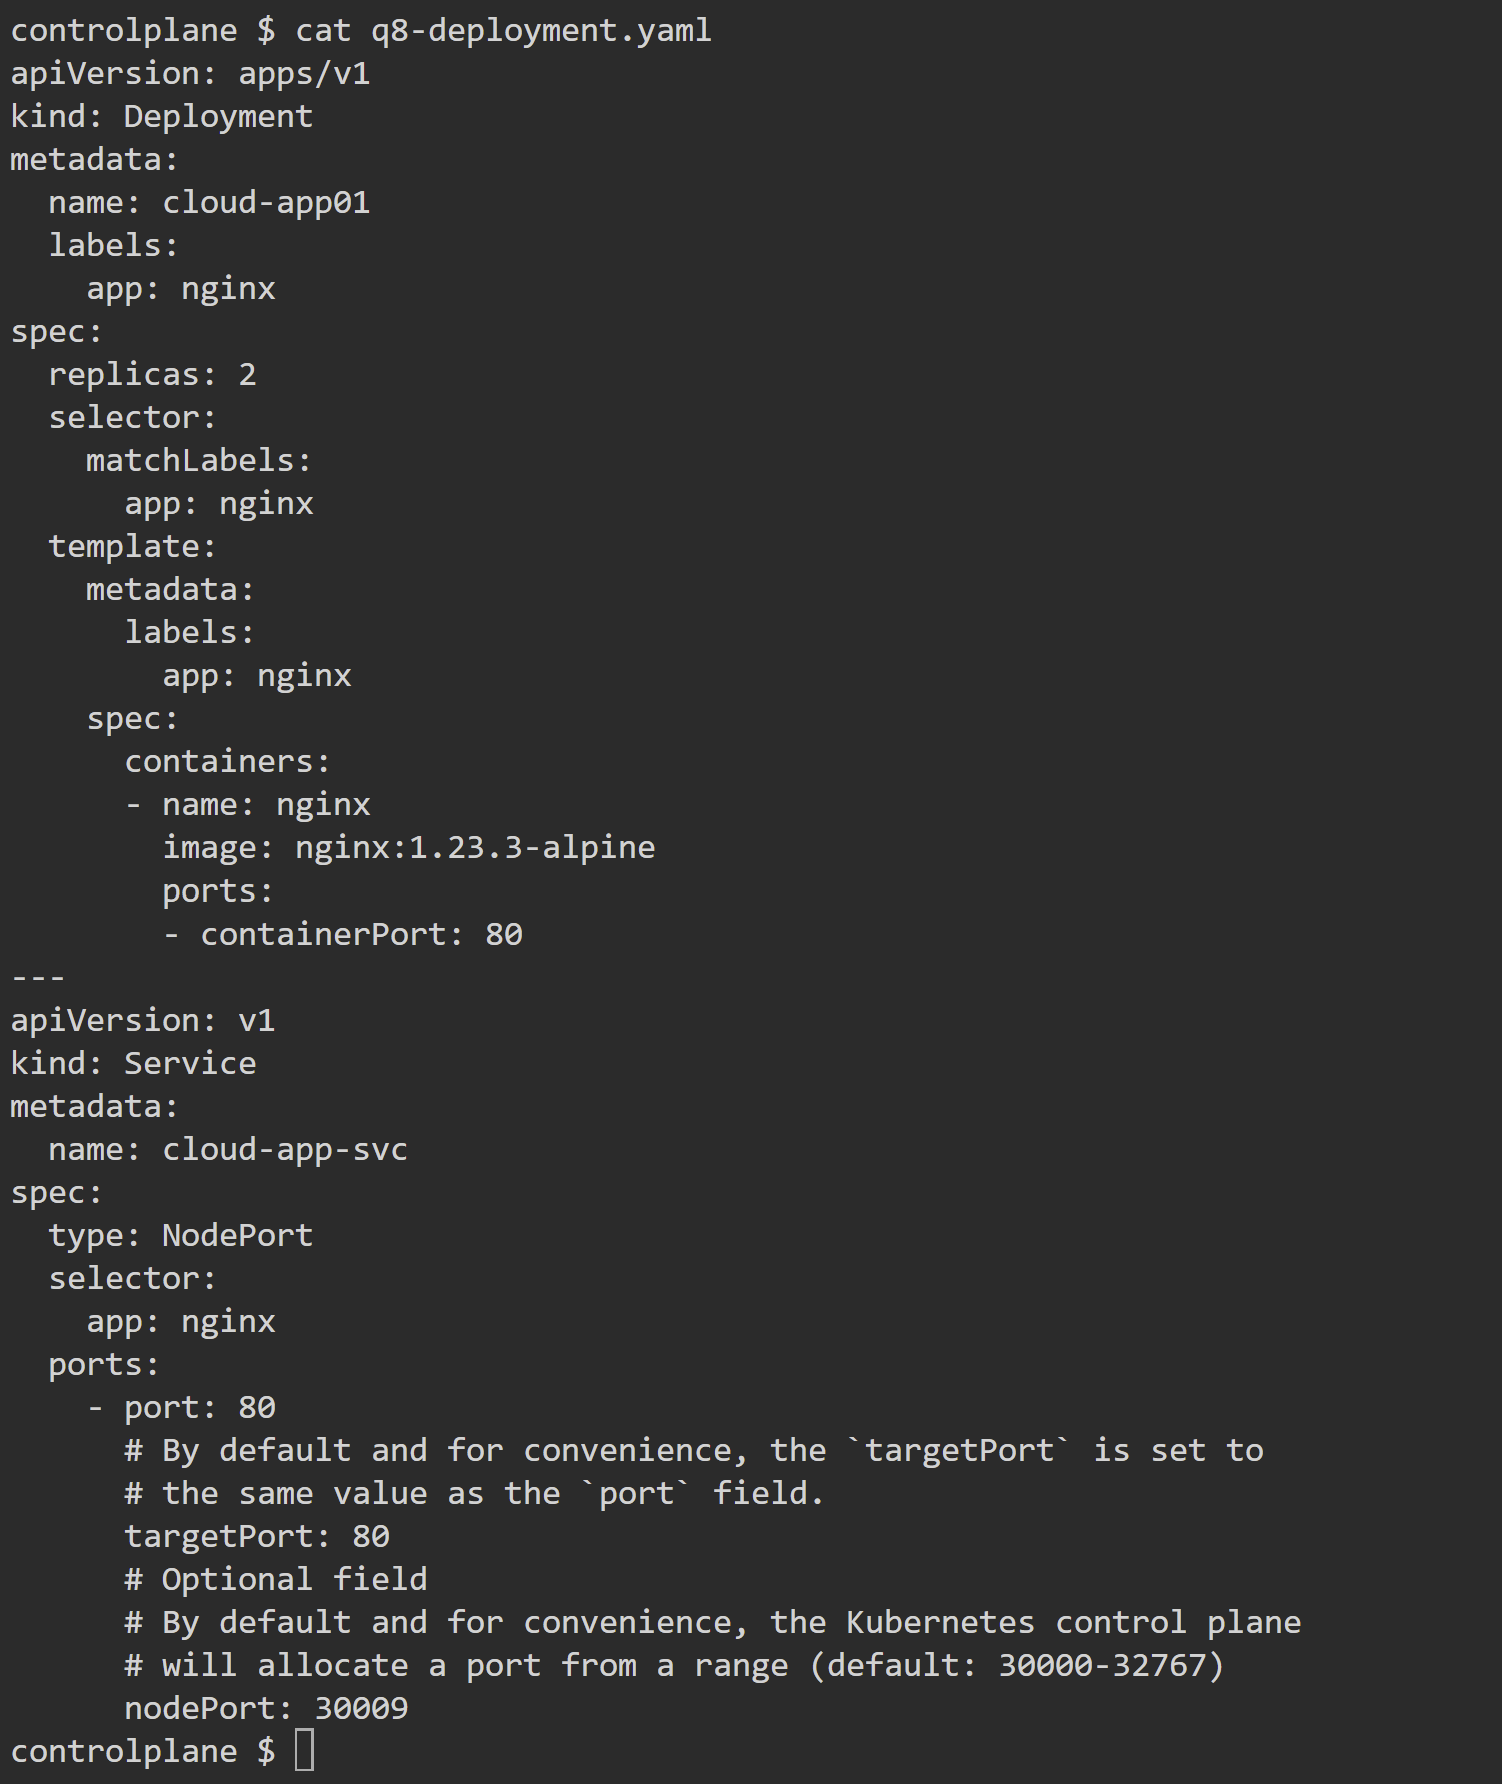 controlplane $ cat q8-deployment.yaml
apiVersion: apps/v1
kind: Deployment
metadata:
  name: cloud-app01
  labels:
    app: nginx
spec:
  replicas: 2
  selector:
    matchLabels:
      app: nginx
  template:
    metadata:
      labels:
        app: nginx
    spec:
      containers:
      - name: nginx
        image: nginx:1.23.3-alpine
        ports:
        - containerPort: 80
---
apiVersion: v1
kind: Service
metadata:
  name: cloud-app-svc
spec:
  type: NodePort
  selector:
    app: nginx
  ports:
    - port: 80
      # By default and for convenience, the `targetPort` is set to
      # the same value as the `port` field.
      targetPort: 80
      # Optional field
      # By default and for convenience, the Kubernetes control plane
      # will allocate a port from a range (default: 30000-32767)
      nodePort: 30009
controlplane $